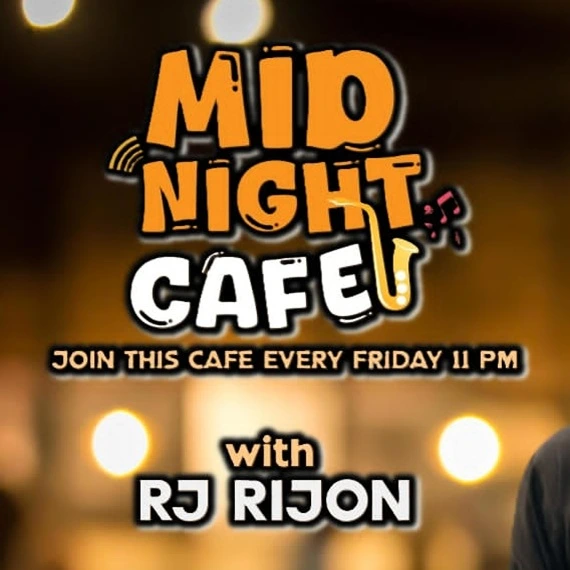 MID
NIGHT
CAFE
JOIN THIS CAFE EVERY FRIDAY 11 PM
with
RJ RIJON